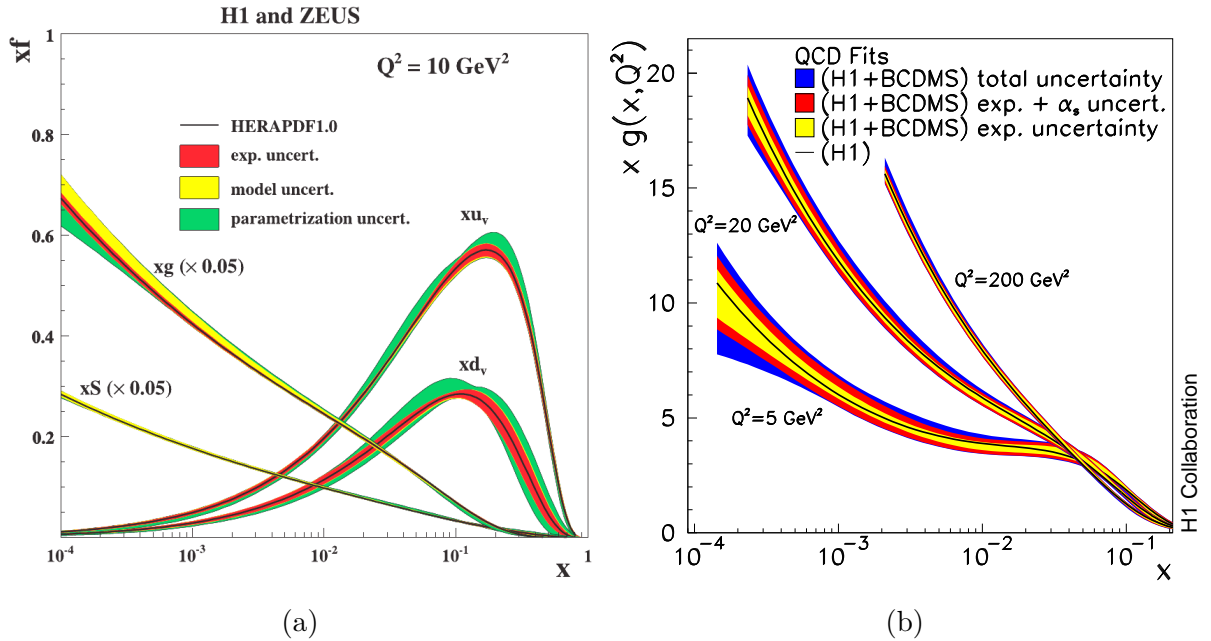 H1 and ZEUS
xf
1
0.8
0.6
0.4
0.2
Q² = 10 GeV²
HERAPDF1.0
exp. uncert.
model uncert.
parametrization uncert.
xuᵥ
xg (× 0.05)
xdᵥ
xS (× 0.05)
10⁻⁴
10⁻³
10⁻²
10⁻¹
1
x
(a)
x g(x,Q²)
20
15
10
5
0
QCD Fits
(H1+BCDMS) total uncertainty
(H1+BCDMS) exp. + αₛ uncert.
(H1+BCDMS) exp. uncertainty
(H1)
Q²=20 GeV²
Q²=200 GeV²
Q²=5 GeV²
10⁻⁴
10⁻³
10⁻²
10⁻¹
x
H1 Collaboration
(b)